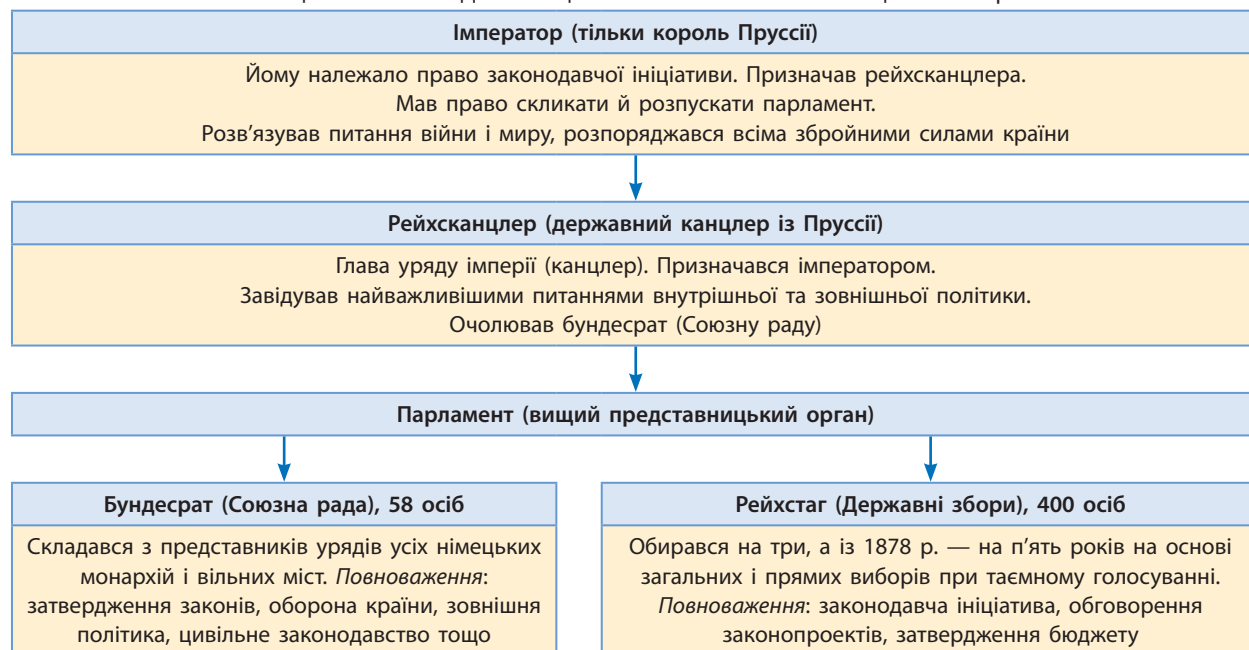 Імператор (тільки король Пруссії)
Йому належало право законодавчої ініціативи. Призначав рейхсканцлера.
Мав право скликати й розпускати парламент.
Розв’язував питання війни і миру, розпоряджався всіма збройними силами країни
Рейхсканцлер (державний канцлер із Пруссії)
Глава уряду імперії (канцлер). Призначався імператором.
Завідував найважливішими питаннями внутрішньої та зовнішньої політики.
Очолював бундесрат (Союзну раду)
Парламент (вищий представницький орган)
Бундесрат (Союзна рада), 58 осіб
Складався з представників урядів усіх німецьких
монархій і вільних міст. Повноваження:
затвердження законів, оборона країни, зовнішня
політика, цивільне законодавство тощо
Рейхстаг (Державні збори), 400 осіб
Обирався на три, а із 1878 р. — на п’ять років на основі
загальних і прямих виборів при таємному голосуванні.
Повноваження: законодавча ініціатива, обговорення
законопроектів, затвердження бюджету